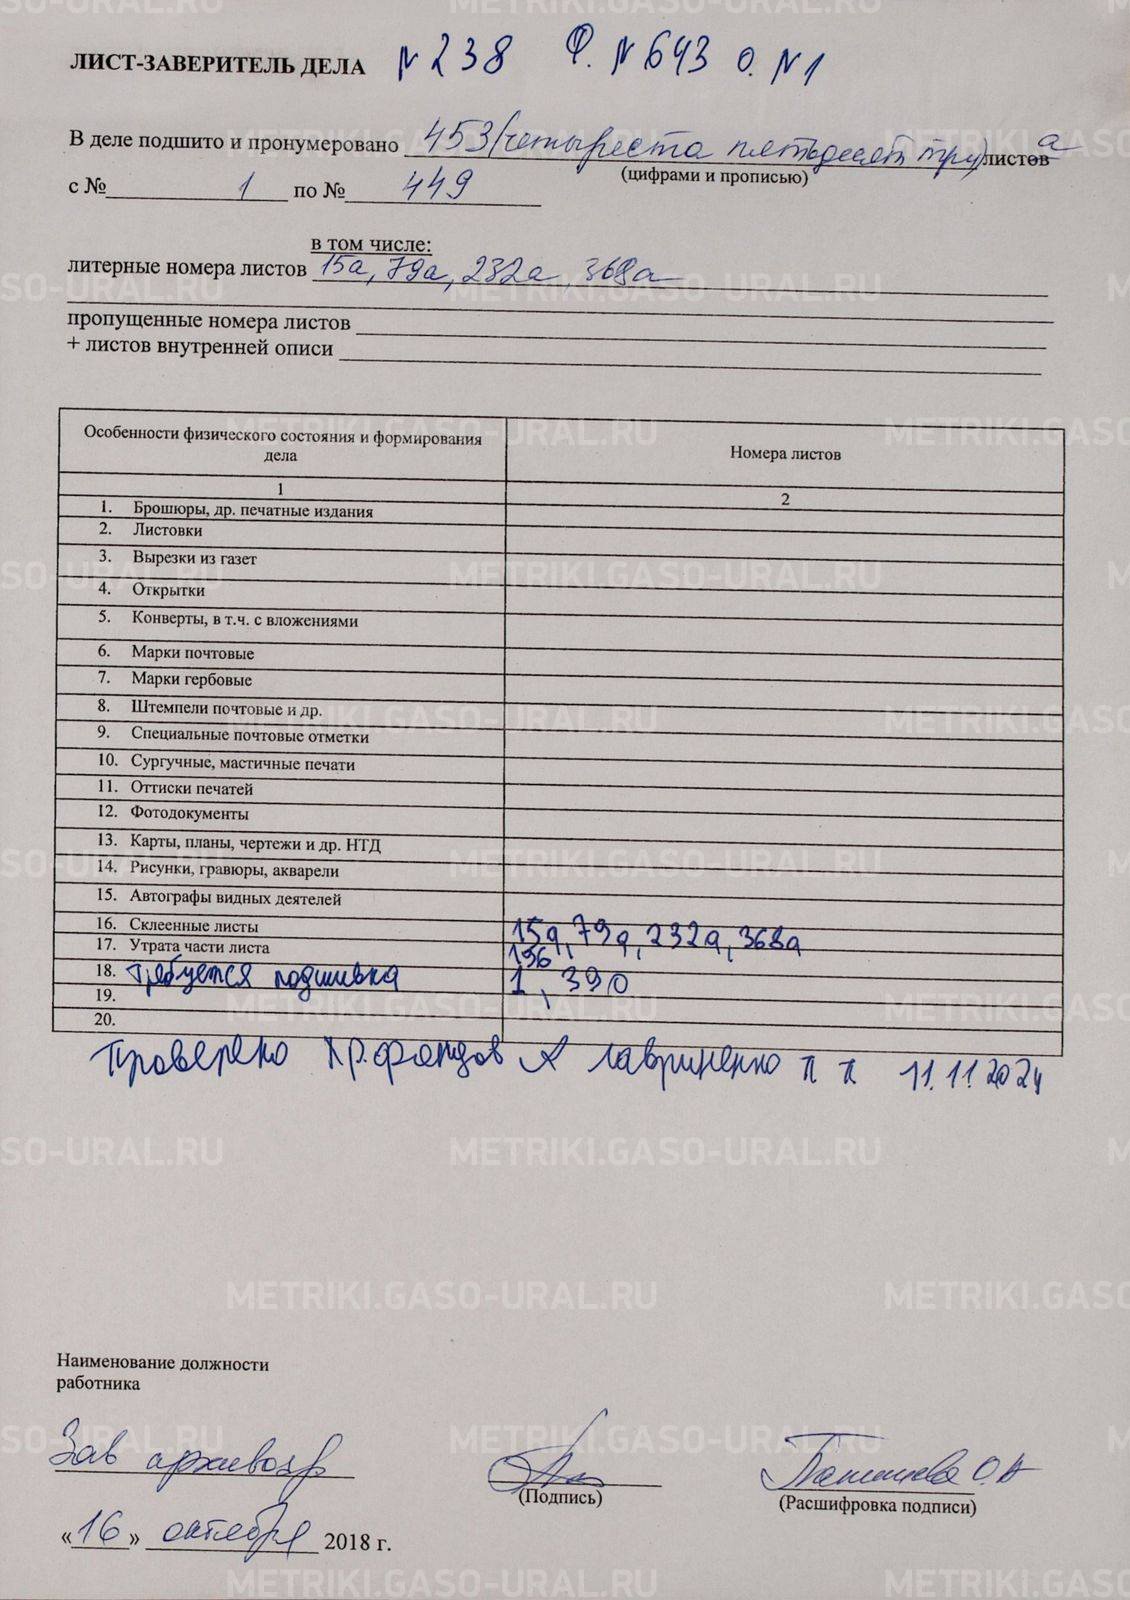 ЛИСТ-ЗАВЕРИТЕЛЬ ДЕЛА N 238 Ф. N 643 о. N 1
В деле подшито и пронумеровано 453 (четыреста пятьдесят три) листов а
(цифрами и прописью)
с № 1 по № 449
в том числе:
литерные номера листов 15а, 79а, 232а, 368а
пропущенные номера листов
+ листов внутренней описи
Особенности физического состояния и формирования дела Номера листов
1 2
1. Брошюры, др. печатные издания
2. Листовки
3. Вырезки из газет
4. Открытки
5. Конверты, в т.ч. с вложениями
6. Марки почтовые
7. Марки гербовые
8. Штемпели почтовые и др.
9. Специальные почтовые отметки
10. Сургучные, мастичные печати
11. Оттиски печатей
12. Фотодокументы
13. Карты, планы, чертежи и др. НТД
14. Рисунки, гравюры, акварели
15. Автографы видных деятелей
16. Склеенные листы 15а, 79а, 232а, 368а
17. Утрата части листа 196
18. Требуется подшивка 1, 390
19.
20.
Проверено Хр.фондов Лавриненко 11.11.2024
Наименование должности
работника
Зав архивохр
(Подпись)
(Расшифровка подписи)
«16» октября 2018 г.
METRIKI.GASO-URAL.RU